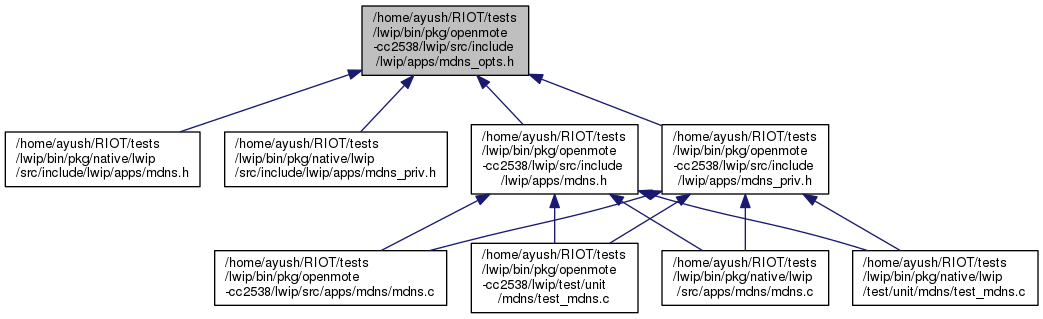 /home/ayush/RIOT/tests
/lwip/bin/pkg/openmote
-cc2538/lwip/src/include
/lwip/apps/mdns_opts.h
/home/ayush/RIOT/tests
/lwip/bin/pkg/native/lwip
/src/include/lwip/apps/mdns.h
/home/ayush/RIOT/tests
/lwip/bin/pkg/native/lwip
/src/include/lwip/apps/mdns_priv.h
/home/ayush/RIOT/tests
/lwip/bin/pkg/openmote
-cc2538/lwip/src/include
/lwip/apps/mdns.h
/home/ayush/RIOT/tests
/lwip/bin/pkg/openmote
-cc2538/lwip/src/include
/lwip/apps/mdns_priv.h
/home/ayush/RIOT/tests
/lwip/bin/pkg/openmote
-cc2538/lwip/src/apps/mdns/mdns.c
/home/ayush/RIOT/tests
/lwip/bin/pkg/openmote
-cc2538/lwip/test/unit
/mdns/test_mdns.c
/home/ayush/RIOT/tests
/lwip/bin/pkg/native/lwip
/src/apps/mdns/mdns.c
/home/ayush/RIOT/tests
/lwip/bin/pkg/native/lwip
/test/unit/mdns/test_mdns.c